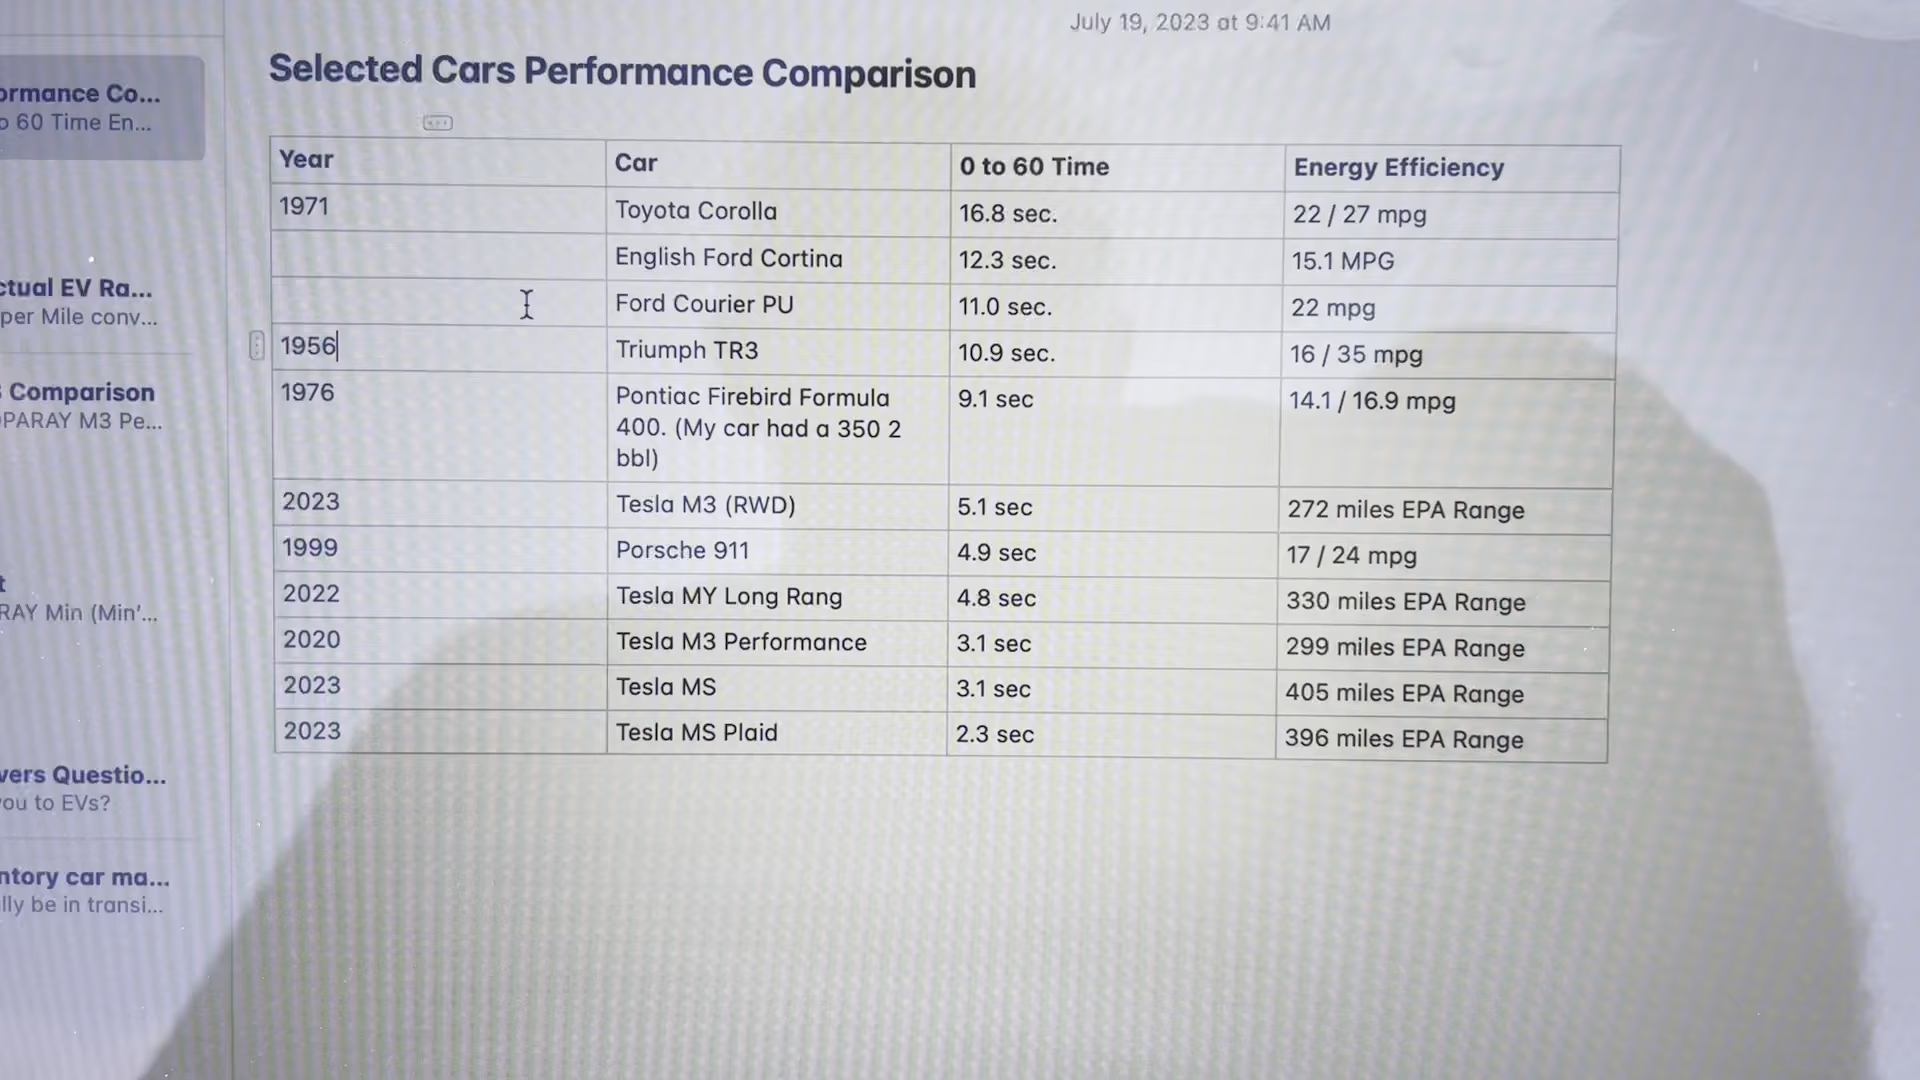 July 19, 2023 at 9:41 AM
Selected Cars Performance Comparison
ormance Co...
o 60 Time En...
ctual EV Ra...
per Mile conv...
Comparison
PARAY M3 Pe...
t
RAY Min (Min'...
vers Questio...
ou to EVs?
ntory car ma...
lly be in transi...
Year Car 0 to 60 Time Energy Efficiency
1971 Toyota Corolla 16.8 sec. 22 / 27 mpg
English Ford Cortina 12.3 sec. 15.1 MPG
Ford Courier PU 11.0 sec. 22 mpg
1956 Triumph TR3 10.9 sec. 16 / 35 mpg
1976 Pontiac Firebird Formula 9.1 sec 14.1 / 16.9 mpg
400. (My car had a 350 2
bbl)
2023 Tesla M3 (RWD) 5.1 sec 272 miles EPA Range
1999 Porsche 911 4.9 sec 17 / 24 mpg
2022 Tesla MY Long Rang 4.8 sec 330 miles EPA Range
2020 Tesla M3 Performance 3.1 sec 299 miles EPA Range
2023 Tesla MS 3.1 sec 405 miles EPA Range
2023 Tesla MS Plaid 2.3 sec 396 miles EPA Range